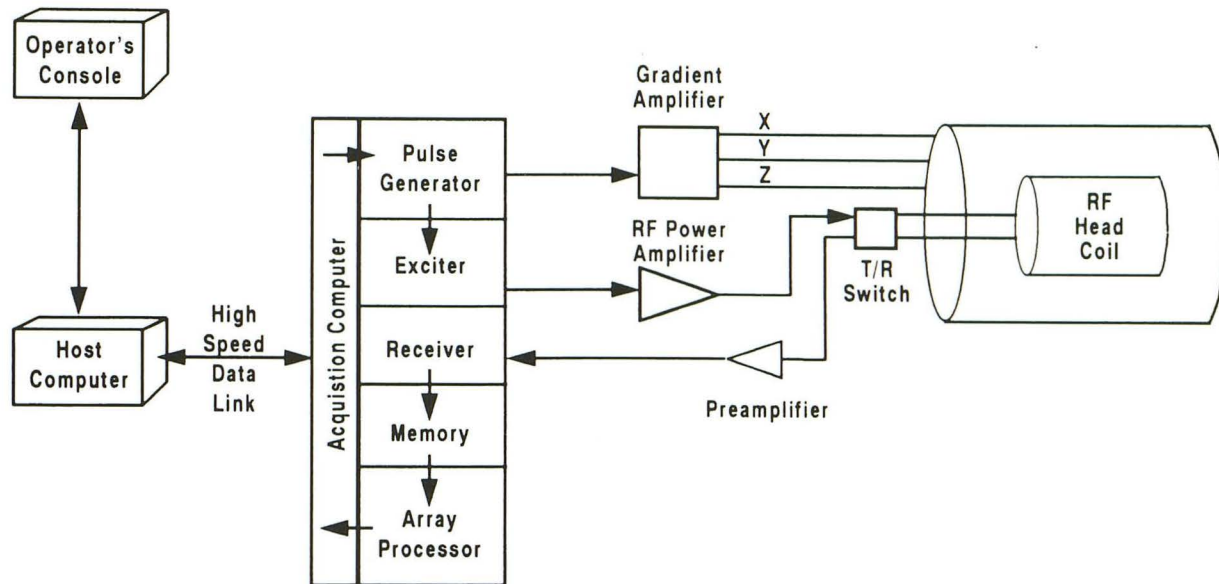 Operator's
Console
Host
Computer
High
Speed
Data
Link
Acquistion Computer
Pulse
Generator
Exciter
Receiver
Memory
Array
Processor
Gradient
Amplifier
X
Y
Z
RF Power
Amplifier
T/R
Switch
Preamplifier
RF
Head
Coil